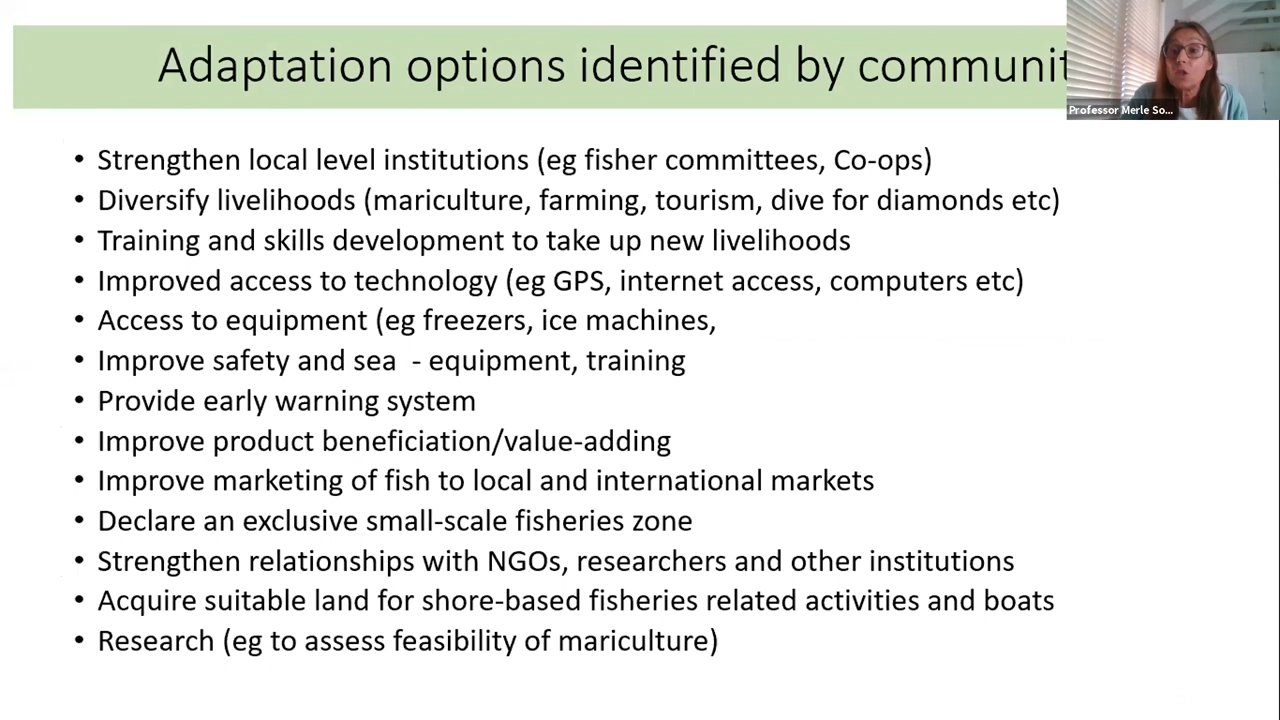 Adaptation options identified by communit
Professor Merle So...
• Strengthen local level institutions (eg fisher committees, Co-ops)
• Diversify livelihoods (mariculture, farming, tourism, dive for diamonds etc)
• Training and skills development to take up new livelihoods
• Improved access to technology (eg GPS, internet access, computers etc)
• Access to equipment (eg freezers, ice machines,
• Improve safety and sea  - equipment, training
• Provide early warning system
• Improve product beneficiation/value-adding
• Improve marketing of fish to local and international markets
• Declare an exclusive small-scale fisheries zone
• Strengthen relationships with NGOs, researchers and other institutions
• Acquire suitable land for shore-based fisheries related activities and boats
• Research (eg to assess feasibility of mariculture)